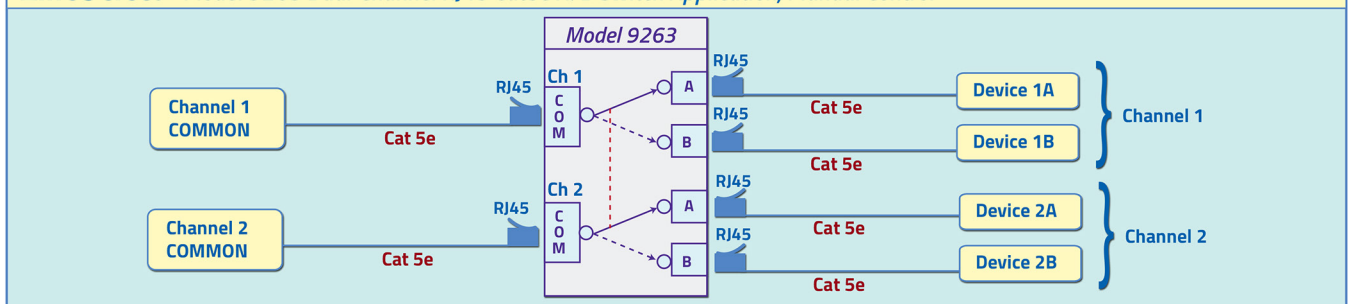 Model 9263
RJ45
Ch 1
RJ45
A
Device 1A
Channel 1
COMMON
COM
Cat 5e
Cat 5e
RJ45
B
Device 1B
Channel 1
Cat 5e
RJ45
Ch 2
RJ45
A
Device 2A
Channel 2
COMMON
COM
Cat 5e
Cat 5e
RJ45
B
Device 2B
Channel 2
Cat 5e